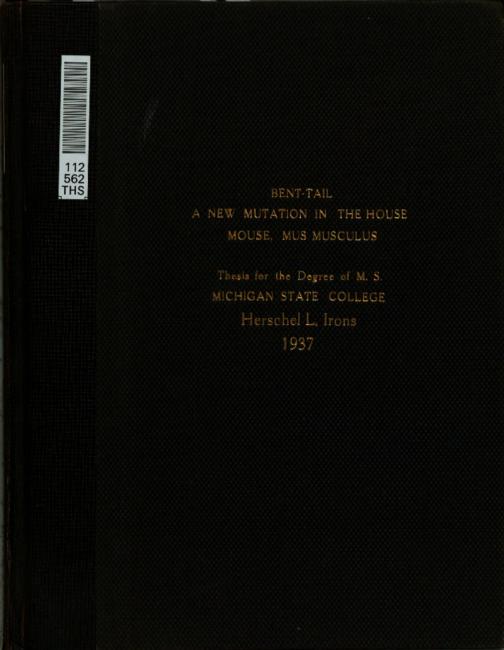 112
562
THS
BENT-TAIL
A NEW MUTATION IN THE HOUSE
MOUSE, MUS MUSCULUS
Thesis for the Degree of M. S.
MICHIGAN STATE COLLEGE
Herschel L. Irons
1937